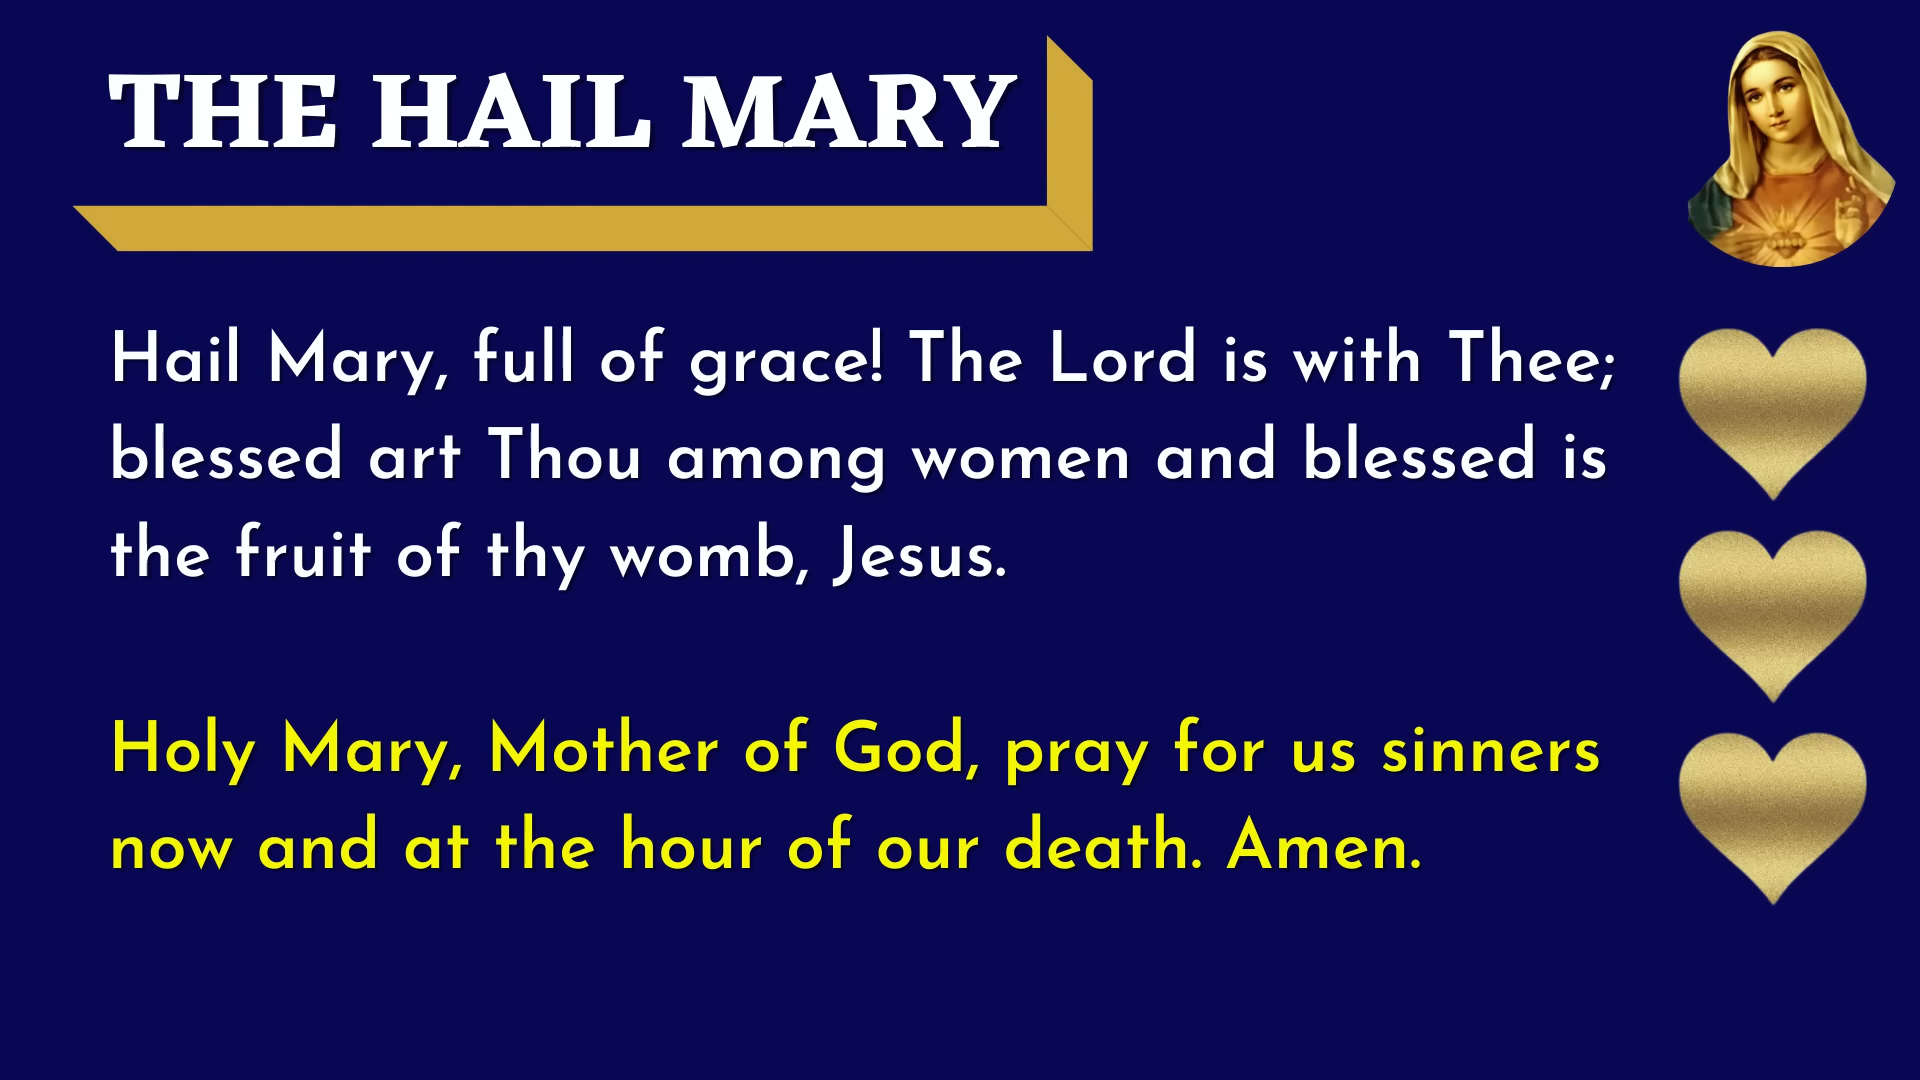 THE HAIL MARY
Hail Mary, full of grace! The Lord is with Thee;
blessed art Thou among women and blessed is
the fruit of thy womb, Jesus.
Holy Mary, Mother of God, pray for us sinners
now and at the hour of our death. Amen.